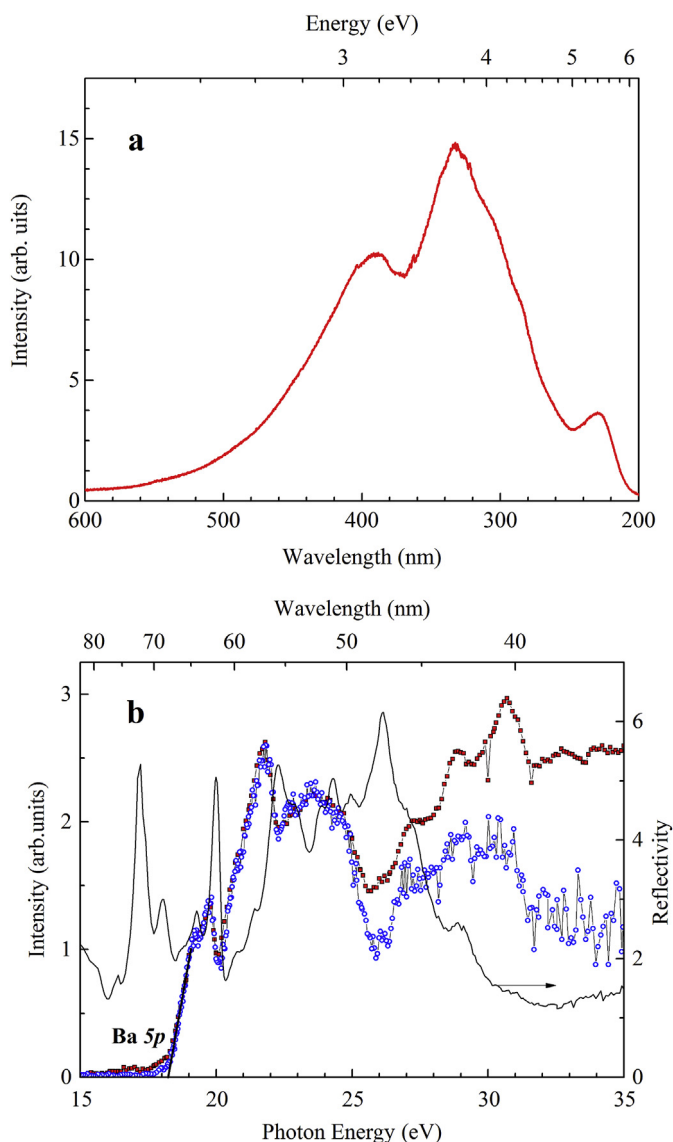 Energy (eV)
3 4 5 6
a
15
10
5
0
Intensity (arb. uits)
600 500 400 300 200
Wavelength (nm)
Wavelength (nm)
80 70 60 50 40
b
3
2
1
0
Intensity (arb.units)
6
4
2
0
Reflectivity
Ba 5p
15 20 25 30 35
Photon Energy (eV)